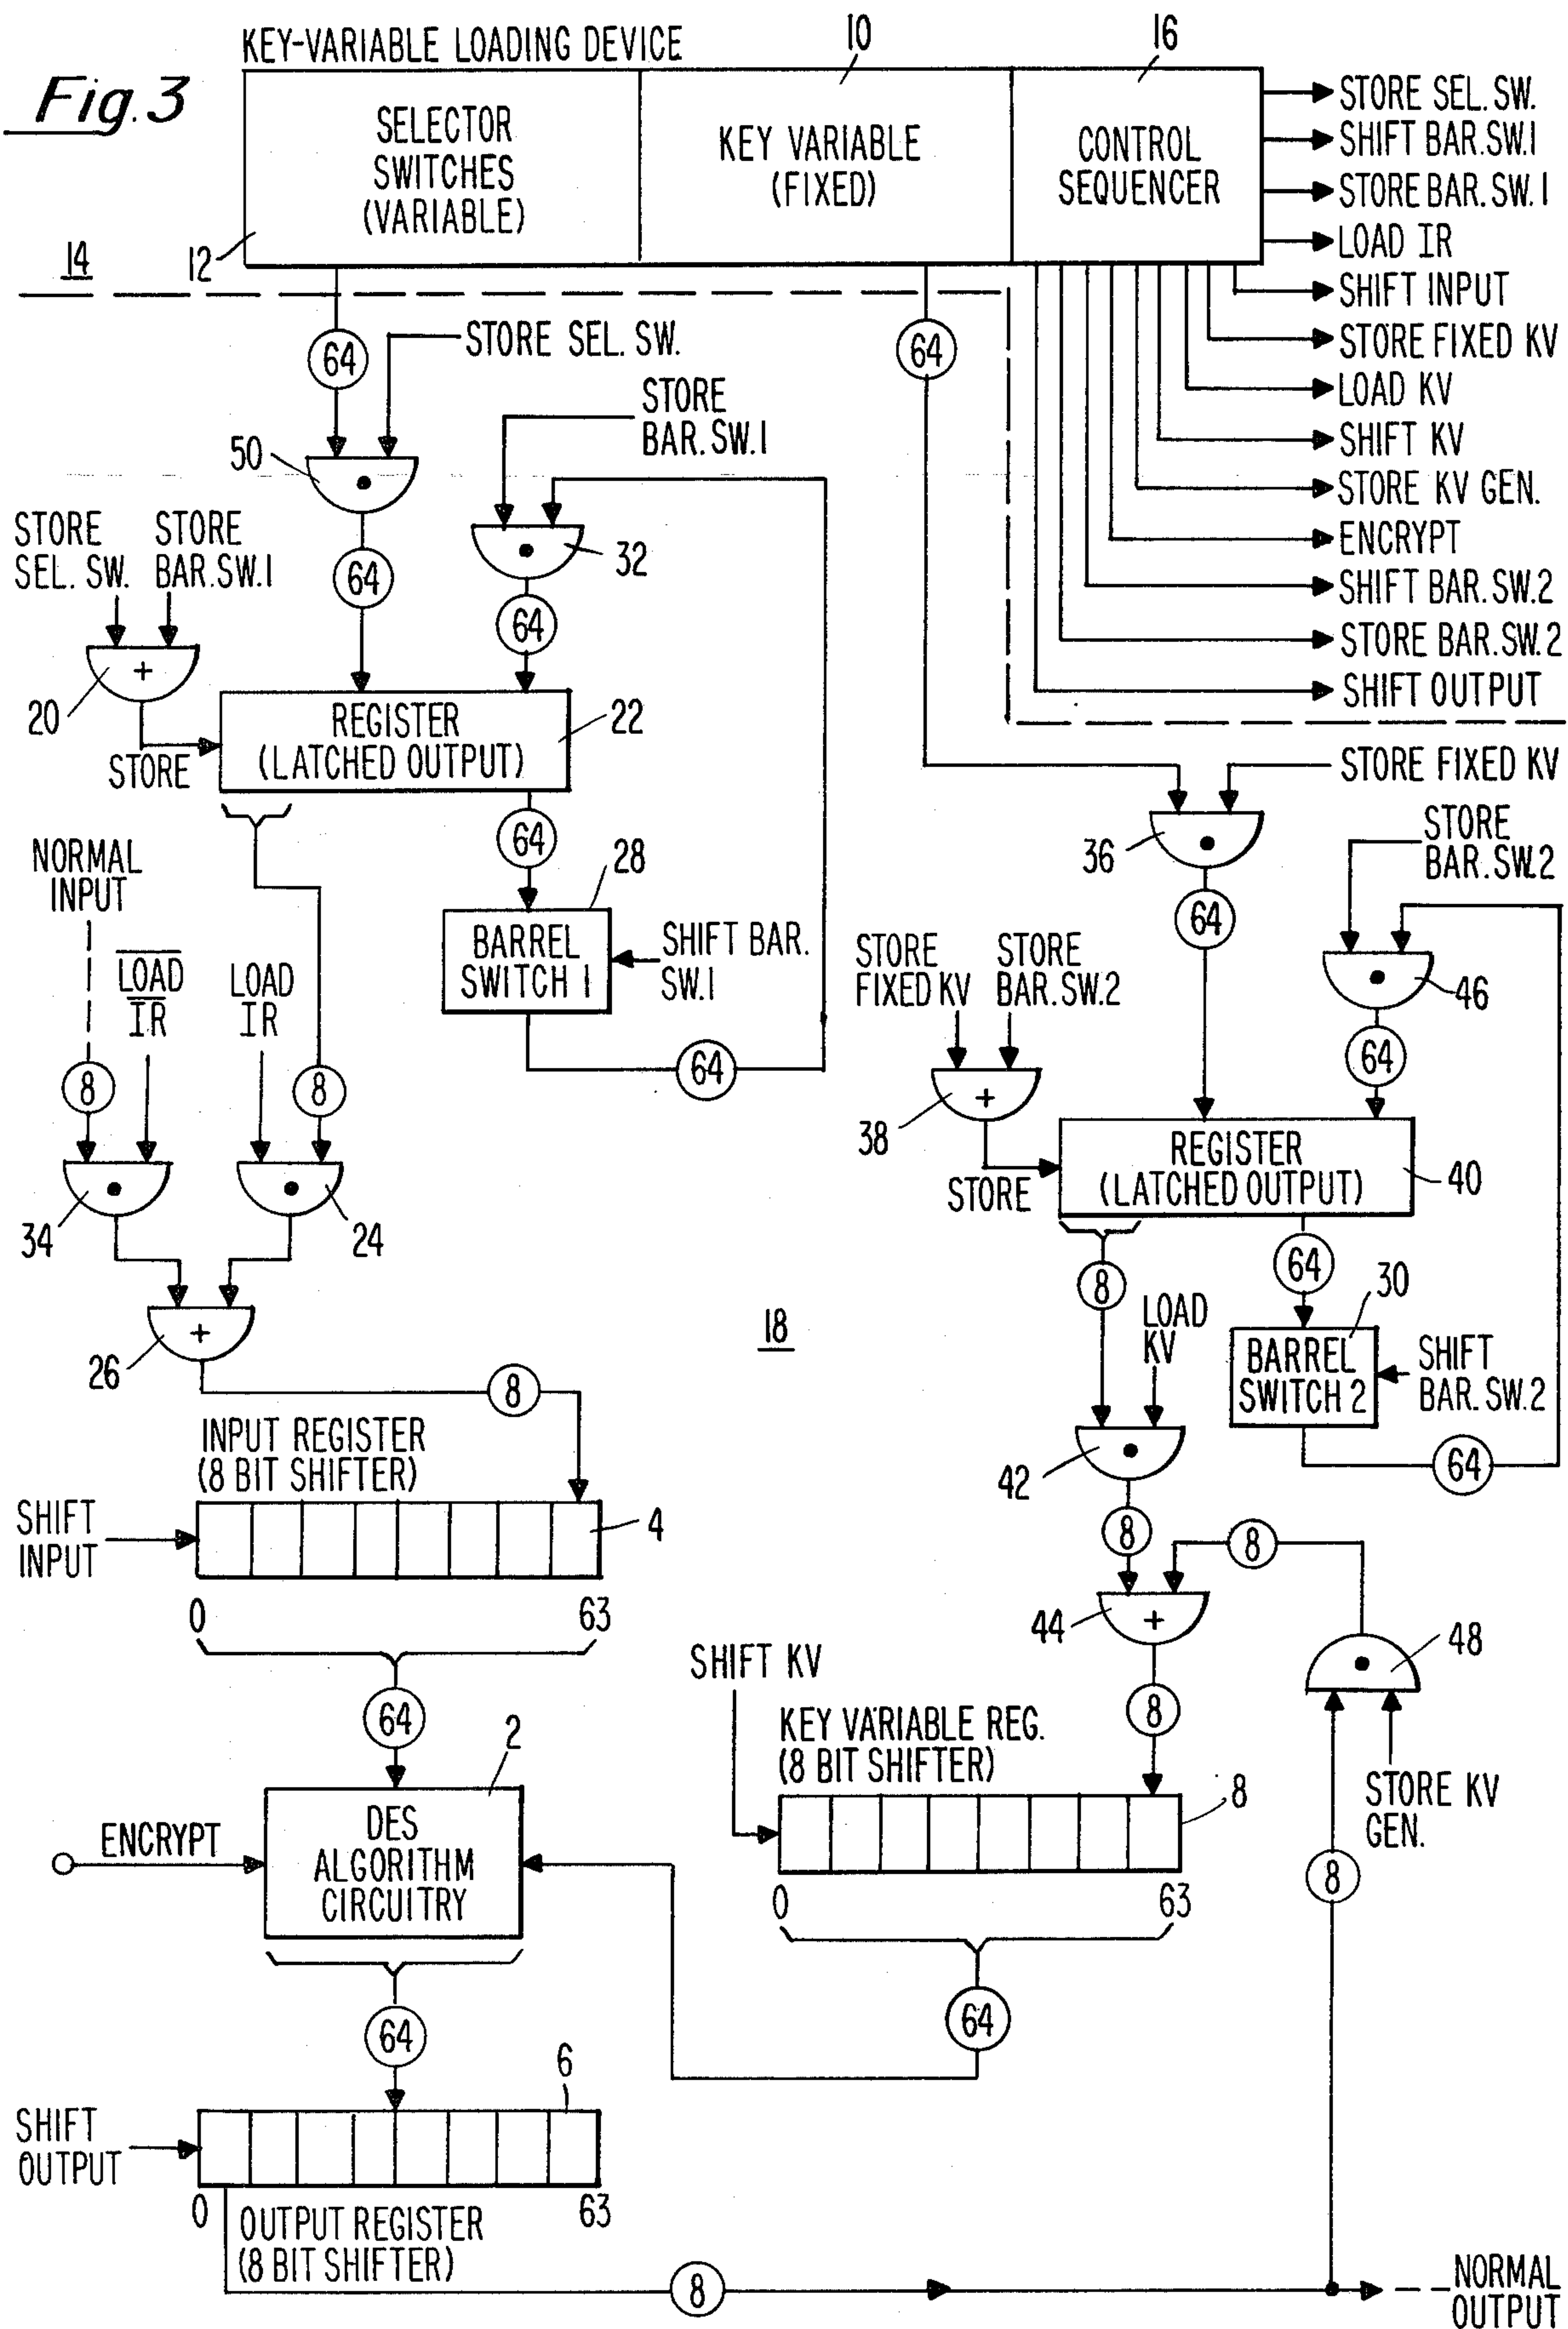 Fig. 3
KEY-VARIABLE LOADING DEVICE
10
16
SELECTOR
SWITCHES
(VARIABLE)
KEY VARIABLE
(FIXED)
CONTROL
SEQUENCER
12
14
STORE SEL. SW.
SHIFT BAR.SW.1
STORE BAR.SW.1
LOAD IR
SHIFT INPUT
STORE FIXED KV
LOAD KV
SHIFT KV
STORE KV GEN.
ENCRYPT
SHIFT BAR. SW.2
STORE BAR.SW.2
SHIFT OUTPUT
64
STORE SEL. SW.
64
STORE
BAR.SW.1
50
32
64
64
STORE
SEL. SW.
STORE
BAR.SW.1
+
20
STORE
REGISTER
(LATCHED OUTPUT)
22
64
28
BARREL
SWITCH 1
SHIFT BAR.
SW.1
64
NORMAL
INPUT
LOAD
IR
LOAD
IR
8
8
34
24
+
26
8
18
INPUT REGISTER
(8 BIT SHIFTER)
SHIFT
INPUT
4
0
63
64
2
ENCRYPT
DES
ALGORITHM
CIRCUITRY
64
6
SHIFT
OUTPUT
0
63
OUTPUT REGISTER
(8 BIT SHIFTER)
8
NORMAL
OUTPUT
STORE FIXED KV
36
64
STORE
BAR.SW.2
46
64
STORE
FIXED KV
STORE
BAR.SW.2
+
38
STORE
REGISTER
(LATCHED OUTPUT)
40
8
64
30
BARREL
SWITCH 2
SHIFT
BAR.SW.2
64
LOAD
KV
42
8
8
+
44
48
8
SHIFT KV
KEY VARIABLE REG.
(8 BIT SHIFTER)
8
0
63
64
STORE KV
GEN.
8